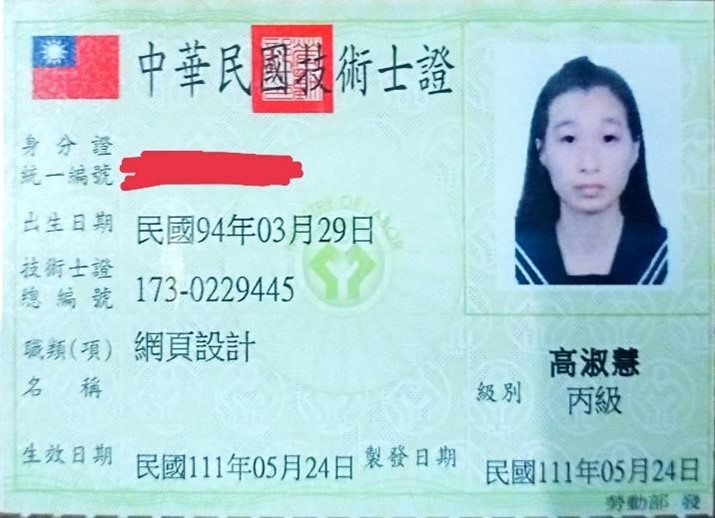 中華民國技術士證
身分證
統一編號
出生日期 民國94年03月29日
技術士證
總編號 173-0229445
職類(項) 網頁設計
名稱
高淑慧
級別 丙級
生效日期 民國111年05月24日 製發日期 民國111年05月24日
勞動部 發